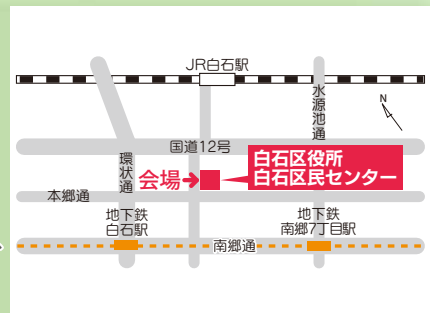 JR白石駅
水源池通
N
国道12号
環状通
白石区役所
白石区民センター
会場
本郷通
地下鉄
白石駅
地下鉄
南郷7丁目駅
南郷通